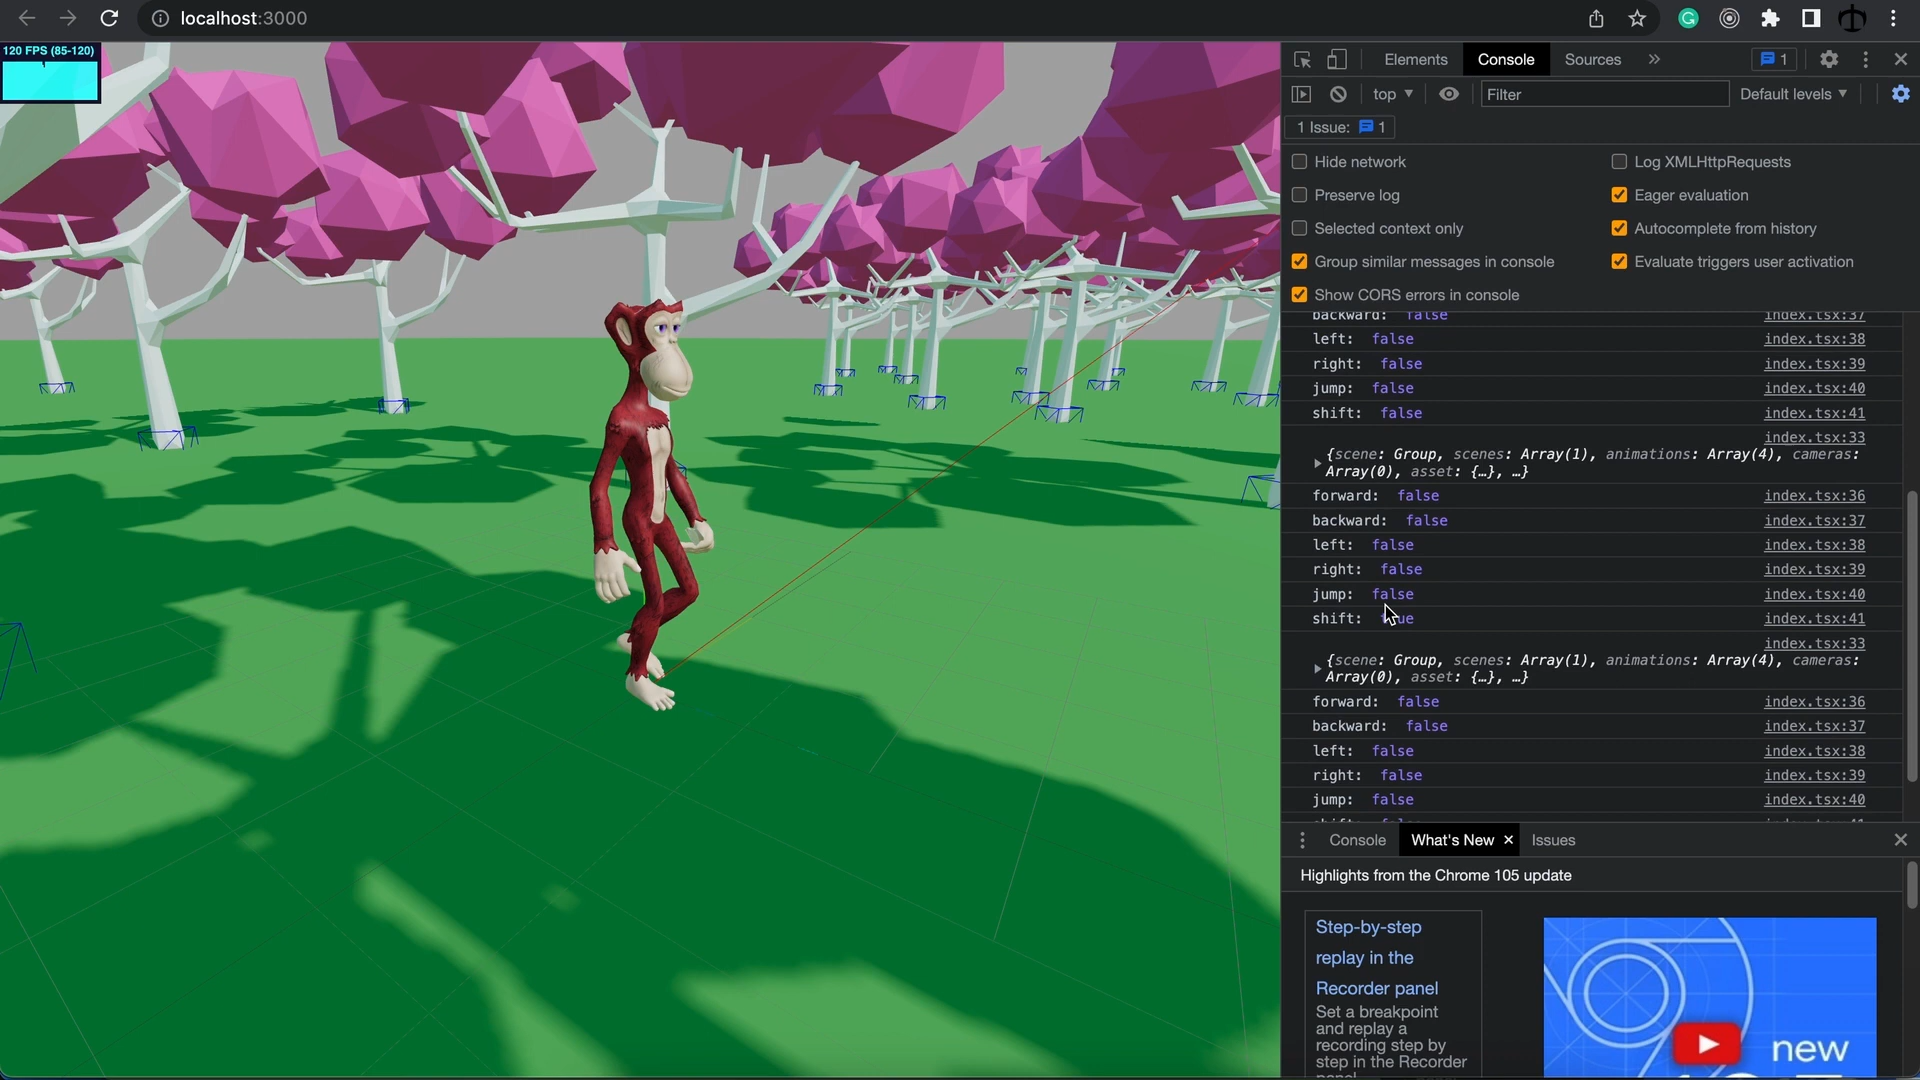 localhost:3000
120 FPS (85-120)
Elements
Console
Sources
1
top
Filter
Default levels
1 Issue:
1
Hide network
Log XMLHttpRequests
Preserve log
Eager evaluation
Selected context only
Autocomplete from history
Group similar messages in console
Evaluate triggers user activation
Show CORS errors in console
backward: false index.tsx:37
left: false index.tsx:38
right: false index.tsx:39
jump: false index.tsx:40
shift: false index.tsx:41
index.tsx:33
{scene: Group, scenes: Array(1), animations: Array(4), cameras:
Array(0), asset: {…}, …}
forward: false index.tsx:36
backward: false index.tsx:37
left: false index.tsx:38
right: false index.tsx:39
jump: false index.tsx:40
shift: true index.tsx:41
index.tsx:33
{scene: Group, scenes: Array(1), animations: Array(4), cameras:
Array(0), asset: {…}, …}
forward: false index.tsx:36
backward: false index.tsx:37
left: false index.tsx:38
right: false index.tsx:39
jump: false index.tsx:40
Console
What's New
Issues
Highlights from the Chrome 105 update
Step-by-step
replay in the
Recorder panel
Set a breakpoint
and replay a
recording step by
step in the Recorder
new